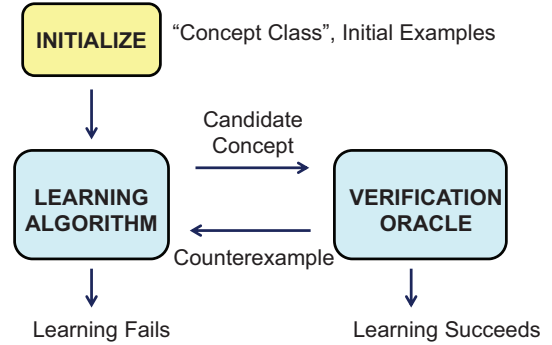 INITIALIZE
“Concept Class”, Initial Examples
Candidate
Concept
LEARNING
ALGORITHM
VERIFICATION
ORACLE
Counterexample
Learning Fails
Learning Succeeds